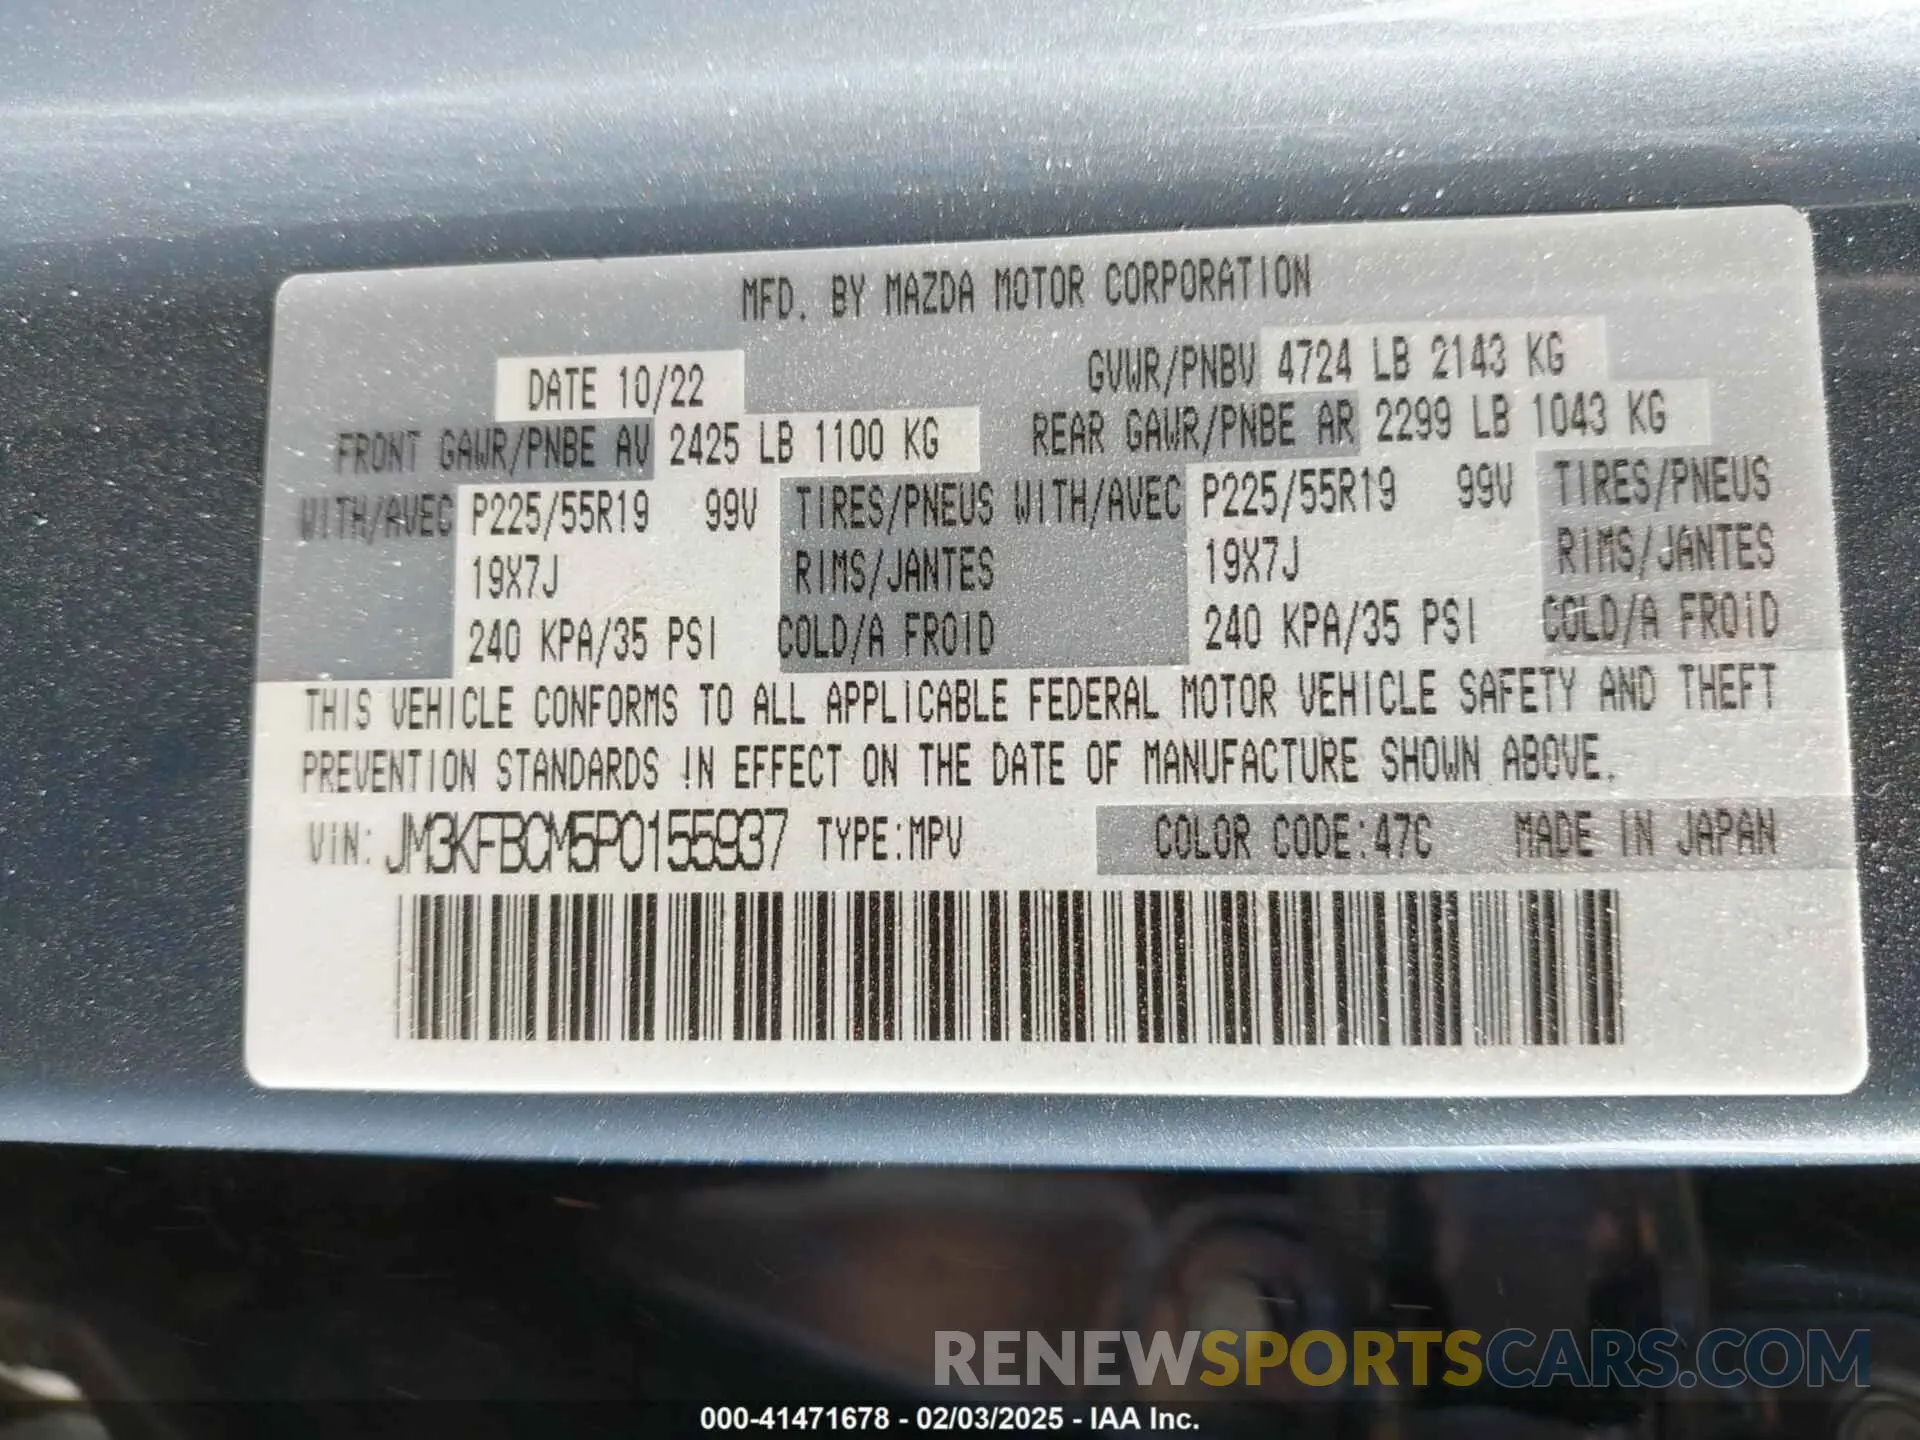 MFD. BY MAZDA MOTOR CORPORATION
DATE 10/22 GVWR/PNBV 4724 LB 2143 KG
FRONT GAWR/PNBE AV 2425 LB 1100 KG REAR GAWR/PNBE AR 2299 LB 1043 KG
WITH/AVEC P225/55R19 99V TIRES/PNEUS WITH/AVEC P225/55R19 99V TIRES/PNEUS
19X7J RIMS/JANTES 19X7J RIMS/JANTES
240 KPA/35 PSI COLD/A FROID 240 KPA/35 PSI COLD/A FROID
THIS VEHICLE CONFORMS TO ALL APPLICABLE FEDERAL MOTOR VEHICLE SAFETY AND THEFT
PREVENTION STANDARDS IN EFFECT ON THE DATE OF MANUFACTURE SHOWN ABOVE.
VIN: JM3KFBCM5P0155937 TYPE:MPV COLOR CODE:47C MADE IN JAPAN
RENEWSPORTSCARS.COM
000-41471678 - 02/03/2025 - IAA Inc.